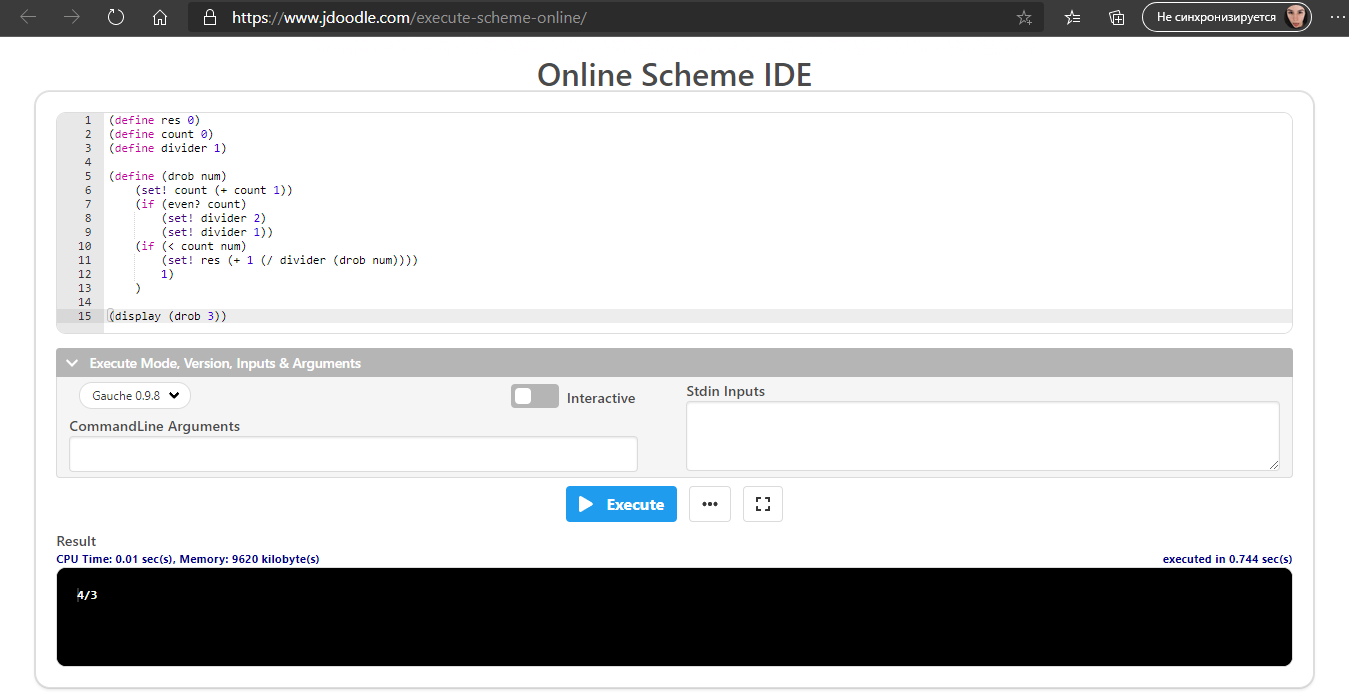 https://www.jdoodle.com/execute-scheme-online/
Не синхронизируется
Online Scheme IDE
1 (define res 0)
2 (define count 0)
3 (define divider 1)
4
5 (define (drob num)
6     (set! count (+ count 1))
7     (if (even? count)
8         (set! divider 2)
9         (set! divider 1))
10     (if (< count num)
11         (set! res (+ 1 (/ divider (drob num))))
12         1)
13     )
14
15 (display (drob 3))
Execute Mode, Version, Inputs & Arguments
Gauche 0.9.8
Interactive
Stdin Inputs
CommandLine Arguments
Execute
Result
CPU Time: 0.01 sec(s), Memory: 9620 kilobyte(s)
executed in 0.744 sec(s)
4/3